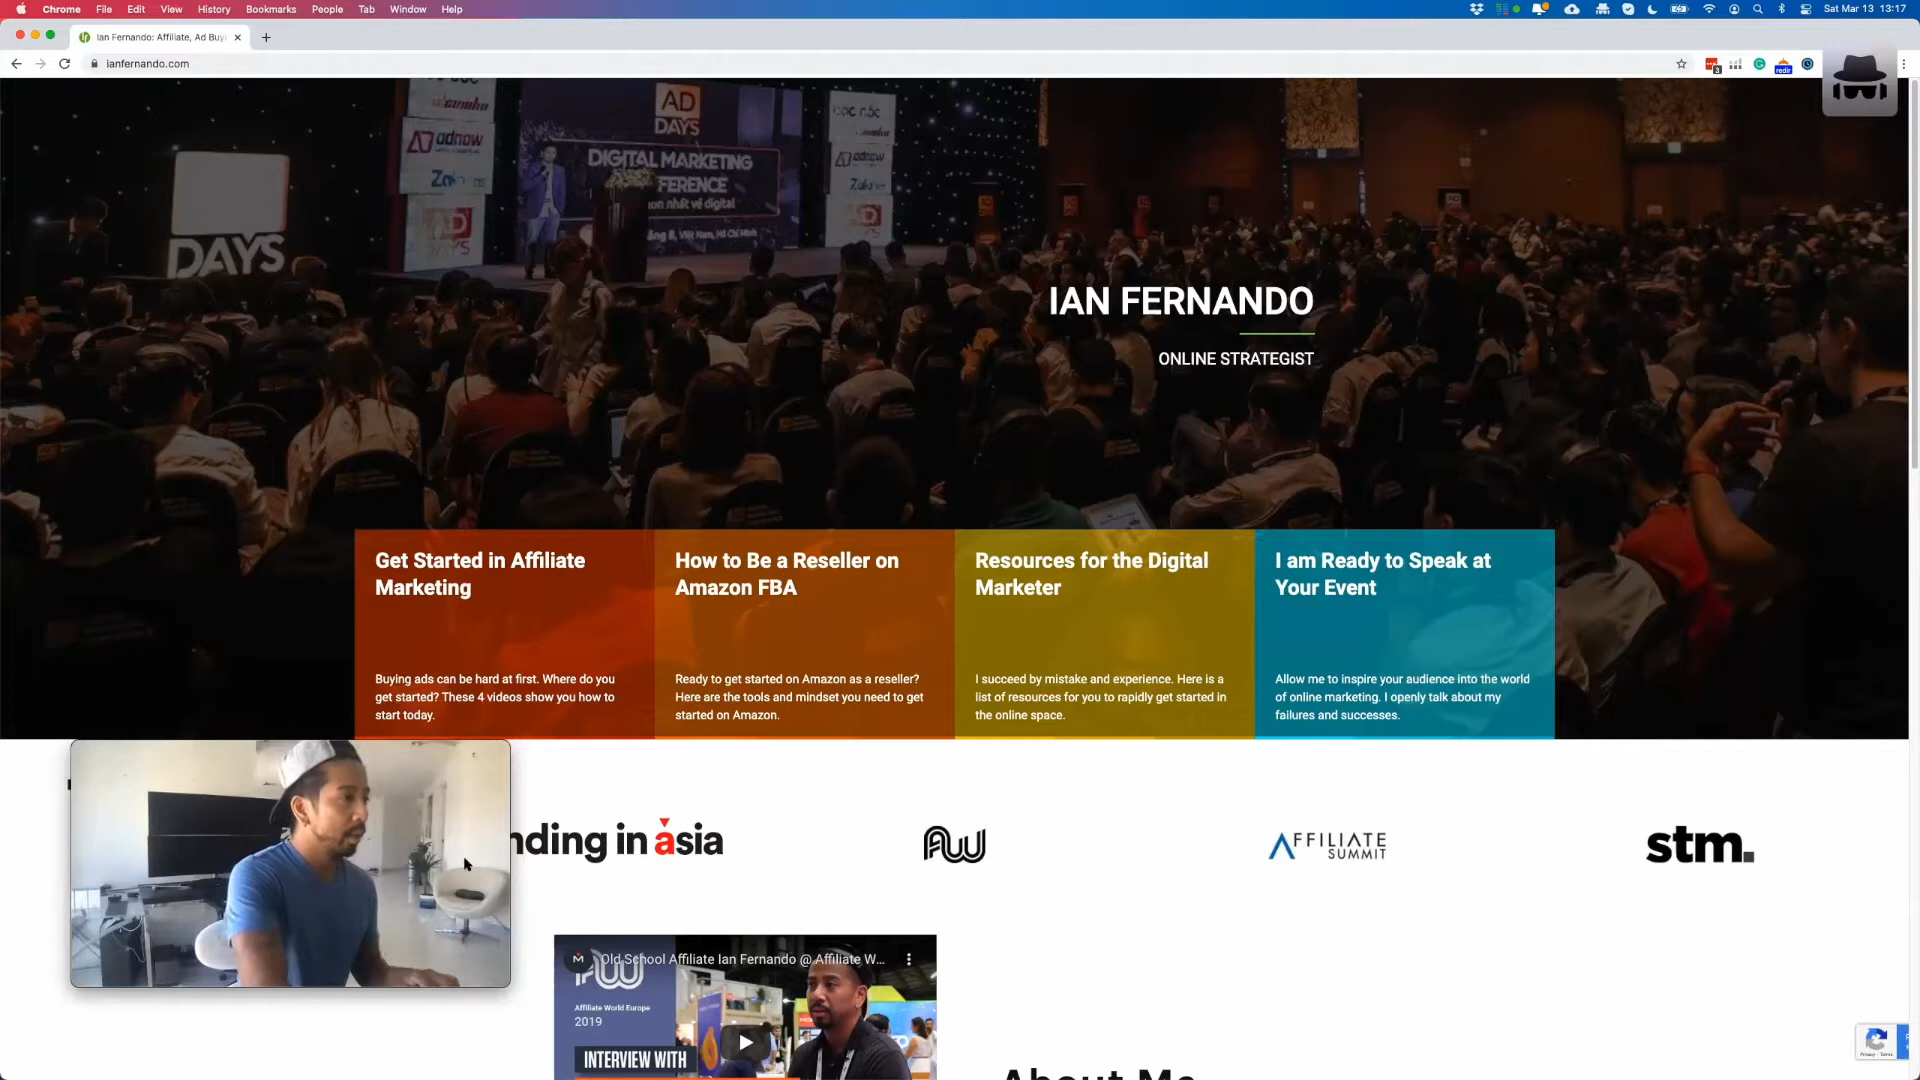 Chrome File Edit View History Bookmarks People Tab Window Help
Sat Mar 13 13:17
Ian Fernando: Affiliate, Ad Buy
ianfernando.com
3
redir
AD
DAYS
DIGITAL MARKETING
FERENCE
adnow
DAYS
IAN FERNANDO
ONLINE STRATEGIST
Get Started in Affiliate
Marketing
Buying ads can be hard at first. Where do you
get started? These 4 videos show you how to
start today.
How to Be a Reseller on
Amazon FBA
Ready to get started on Amazon as a reseller?
Here are the tools and mindset you need to get
started on Amazon.
Resources for the Digital
Marketer
I succeed by mistake and experience. Here is a
list of resources for you to rapidly get started in
the online space.
I am Ready to Speak at
Your Event
Allow me to inspire your audience into the world
of online marketing. I openly talk about my
failures and successes.
nding in asia
AW
AFFILIATE
SUMMIT
stm.
Old School Affiliate Ian Fernando @ Affiliate W...
Affiliate World Europe
2019
INTERVIEW WITH
About Me
Privacy - Terms